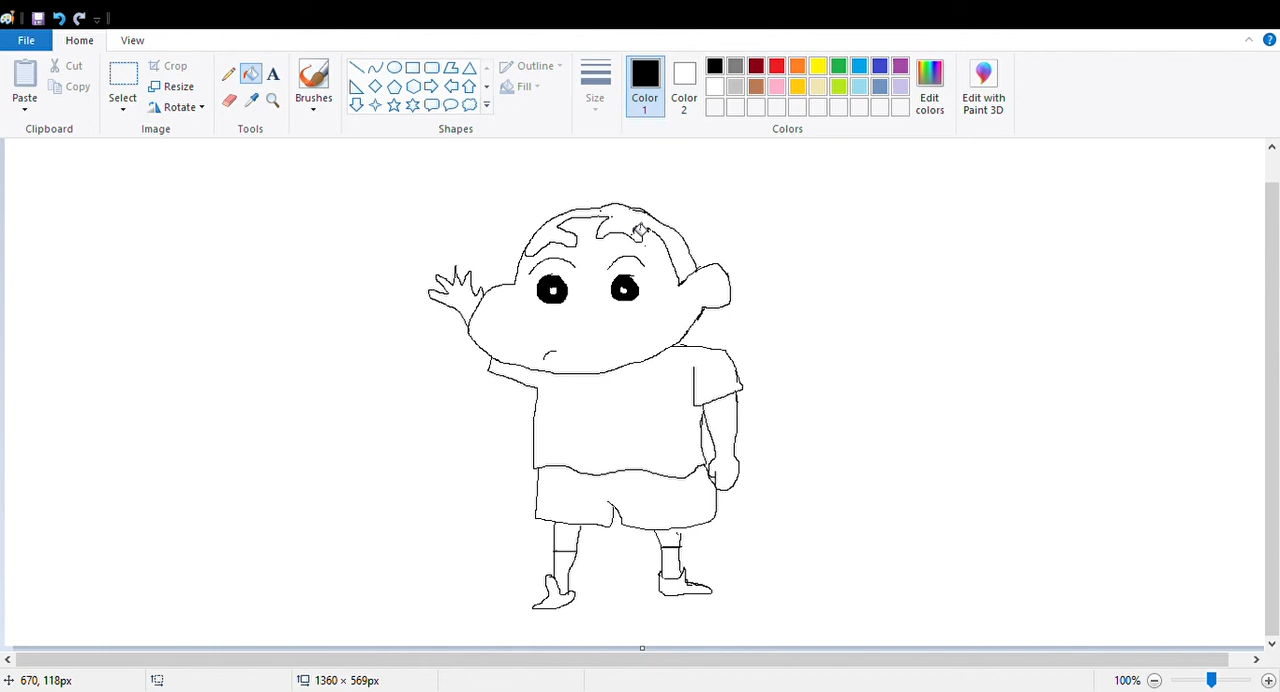 File Home View
Paste
Cut
Copy
Clipboard
Select
Crop
Resize
Rotate
Image
A
Tools
Brushes
Outline
Fill
Shapes
Size
Color 1
Color 2
Edit colors
Colors
Edit with Paint 3D
670, 118px 1360 × 569px 100%